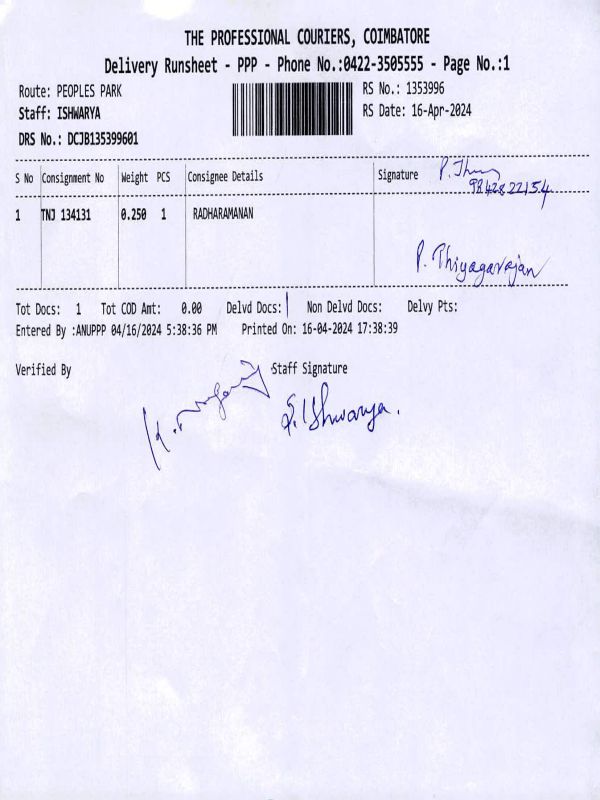 THE PROFESSIONAL COURIERS, COIMBATORE
Delivery Runsheet - PPP - Phone No.:0422-3505555 - Page No.:1
Route: PEOPLES PARK RS No.: 1353996
Staff: ISHWARYA RS Date: 16-Apr-2024
DRS No.: DCJB135399601
S No Consignment No Weight PCS Consignee Details Signature
9842822154
1 TNJ 134131 0.250 1 RADHARAMANAN
P. Thiyagarajan
Tot Docs: 1 Tot COD Amt: 0.00 Delvd Docs: | Non Delvd Docs: Delvy Pts:
Entered By :ANUPPP 04/16/2024 5:38:36 PM Printed On: 16-04-2024 17:38:39
Verified By Staff Signature
S. Ishwarya.